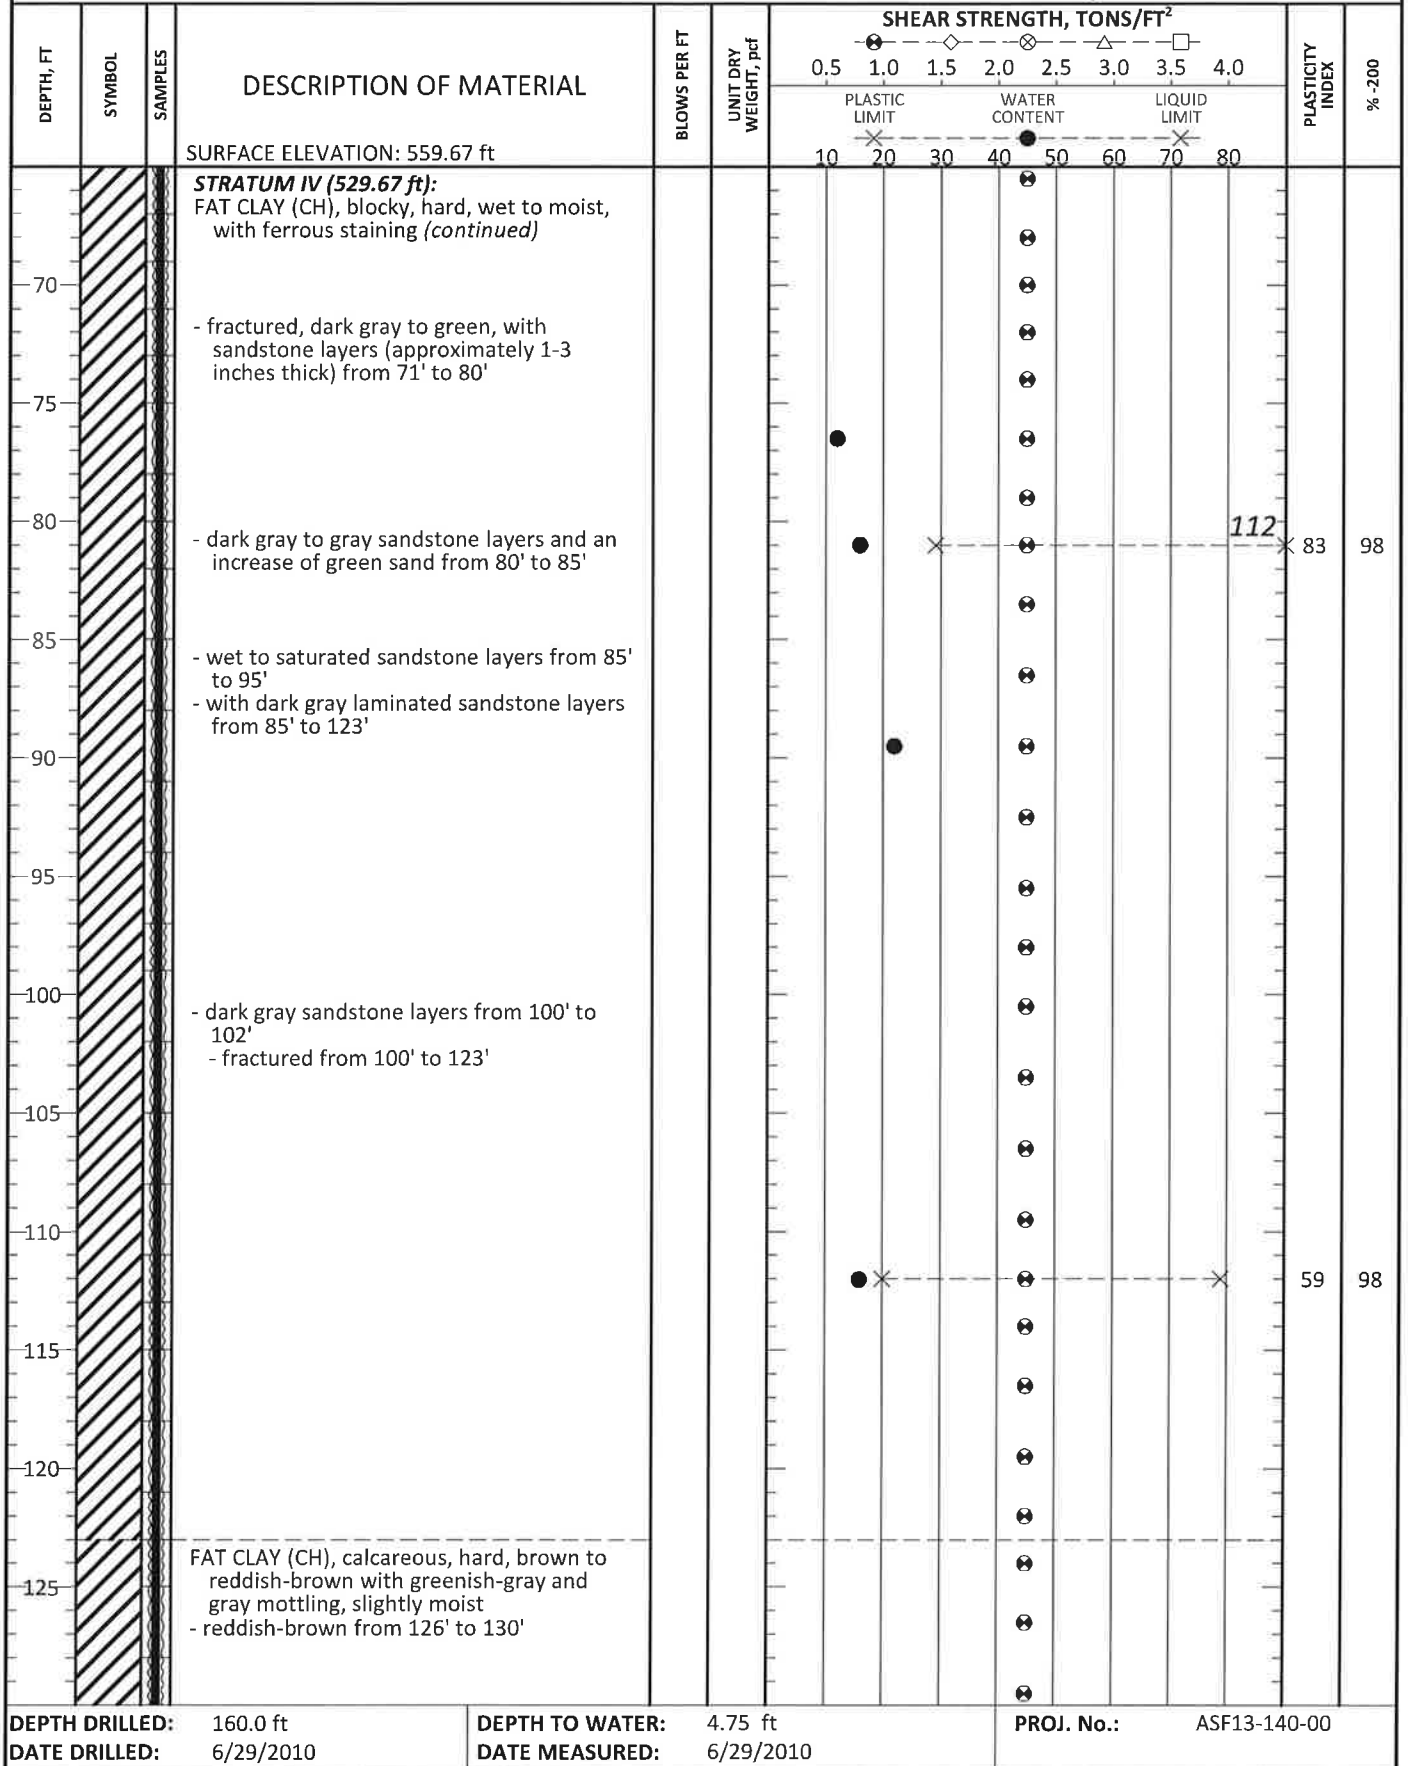 DEPTH, FT
SYMBOL
SAMPLES
DESCRIPTION OF MATERIAL
SURFACE ELEVATION: 559.67 ft
BLOWS PER FT
UNIT DRY
WEIGHT, pcf
SHEAR STRENGTH, TONS/FT²
0.5 1.0 1.5 2.0 2.5 3.0 3.5 4.0
PLASTIC LIMIT
WATER CONTENT
LIQUID LIMIT
10 20 30 40 50 60 70 80
PLASTICITY
INDEX
% -200
STRATUM IV (529.67 ft):
FAT CLAY (CH), blocky, hard, wet to moist,
with ferrous staining (continued)
70
- fractured, dark gray to green, with
sandstone layers (approximately 1-3
inches thick) from 71' to 80'
75
80
112
- dark gray to gray sandstone layers and an
increase of green sand from 80' to 85'
83 98
85
- wet to saturated sandstone layers from 85'
to 95'
- with dark gray laminated sandstone layers
from 85' to 123'
90
95
100
- dark gray sandstone layers from 100' to
102'
- fractured from 100' to 123'
105
110
59 98
115
120
FAT CLAY (CH), calcareous, hard, brown to
reddish-brown with greenish-gray and
gray mottling, slightly moist
125
- reddish-brown from 126' to 130'
DEPTH DRILLED: 160.0 ft DEPTH TO WATER: 4.75 ft PROJ. No.: ASF13-140-00
DATE DRILLED: 6/29/2010 DATE MEASURED: 6/29/2010